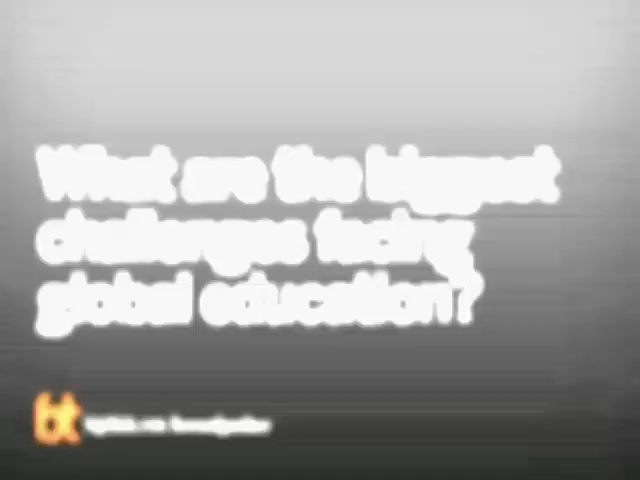 What are the biggest
challenges facing
global education?
bt